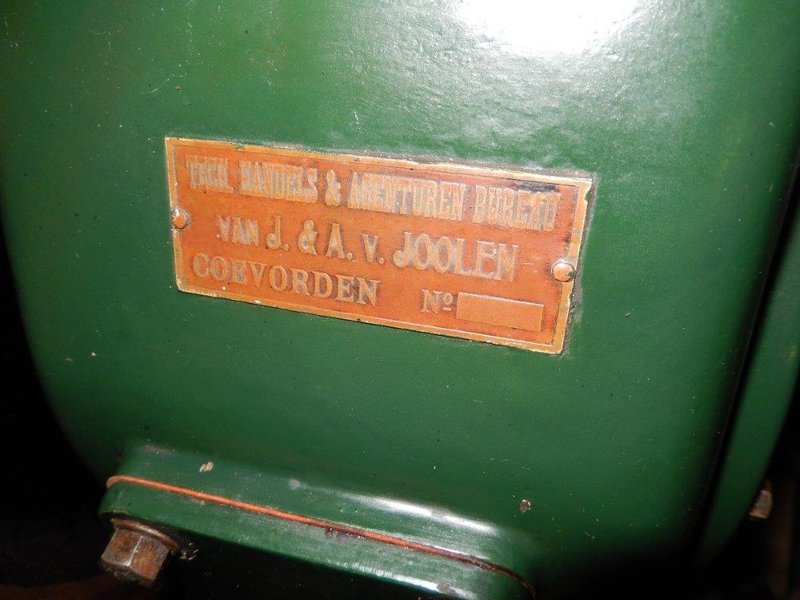 TECH. HANDELS & AGENTUREN BUREAU
VAN J. & A. V. JOOLEN
COEVORDEN Nº